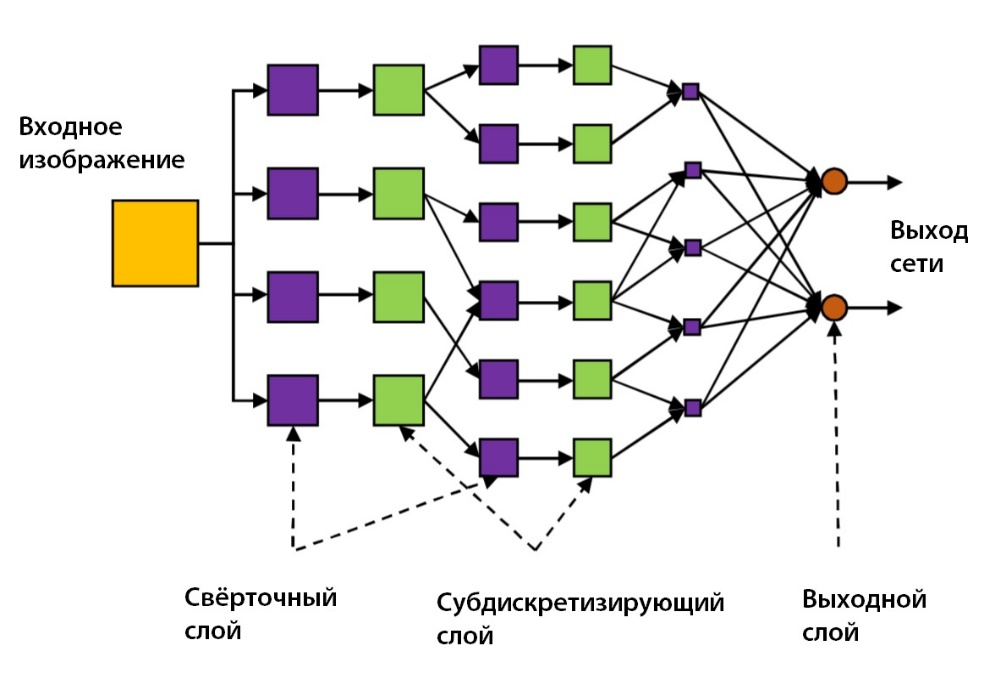 Входное
изображение
Выход
сети
Свёрточный
слой
Субдискретизирующий
слой
Выходной
слой